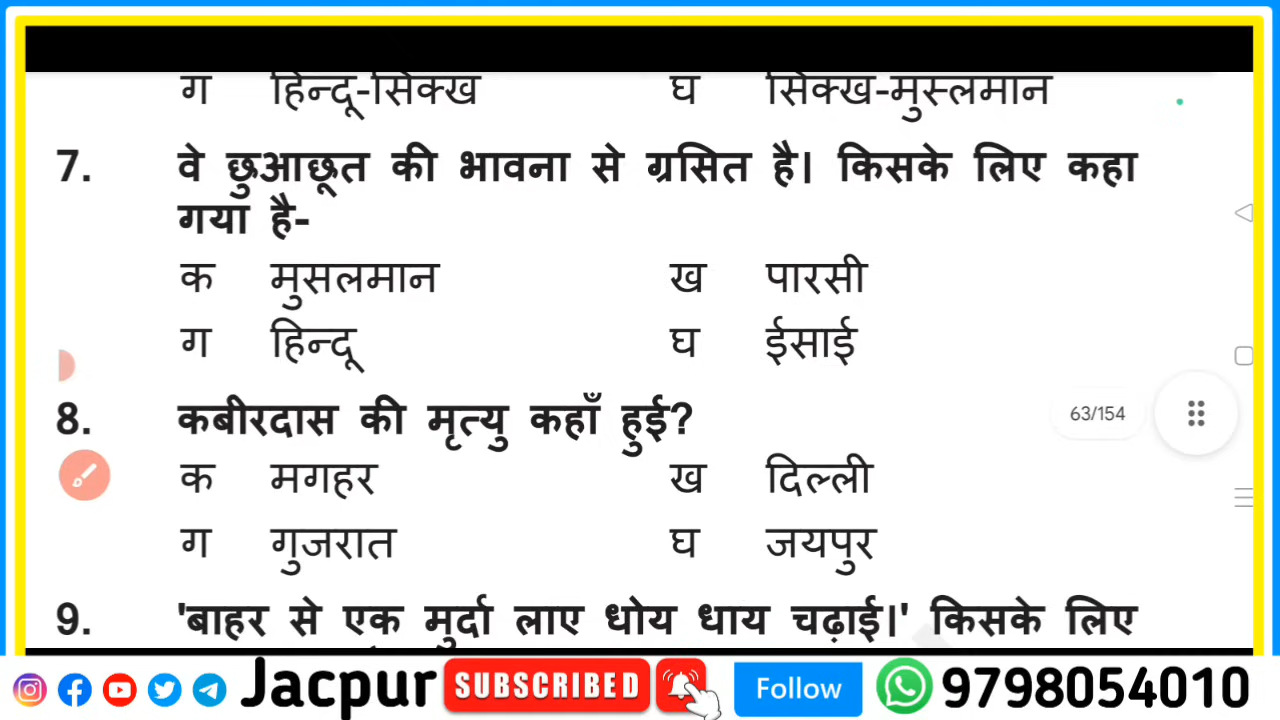 ग हिन्दू-सिक्ख घ सिक्ख-मुस्लमान
7. वे छुआछूत की भावना से ग्रसित है। किसके लिए कहा
गया है-
क मुसलमान ख पारसी
ग हिन्दू घ ईसाई
8. कबीरदास की मृत्यु कहाँ हुई?
63/154
क मगहर ख दिल्ली
ग गुजरात घ जयपुर
9. 'बाहर से एक मुर्दा लाए धोय धाय चढ़ाई।' किसके लिए
Jacpur SUBSCRIBED Follow 9798054010